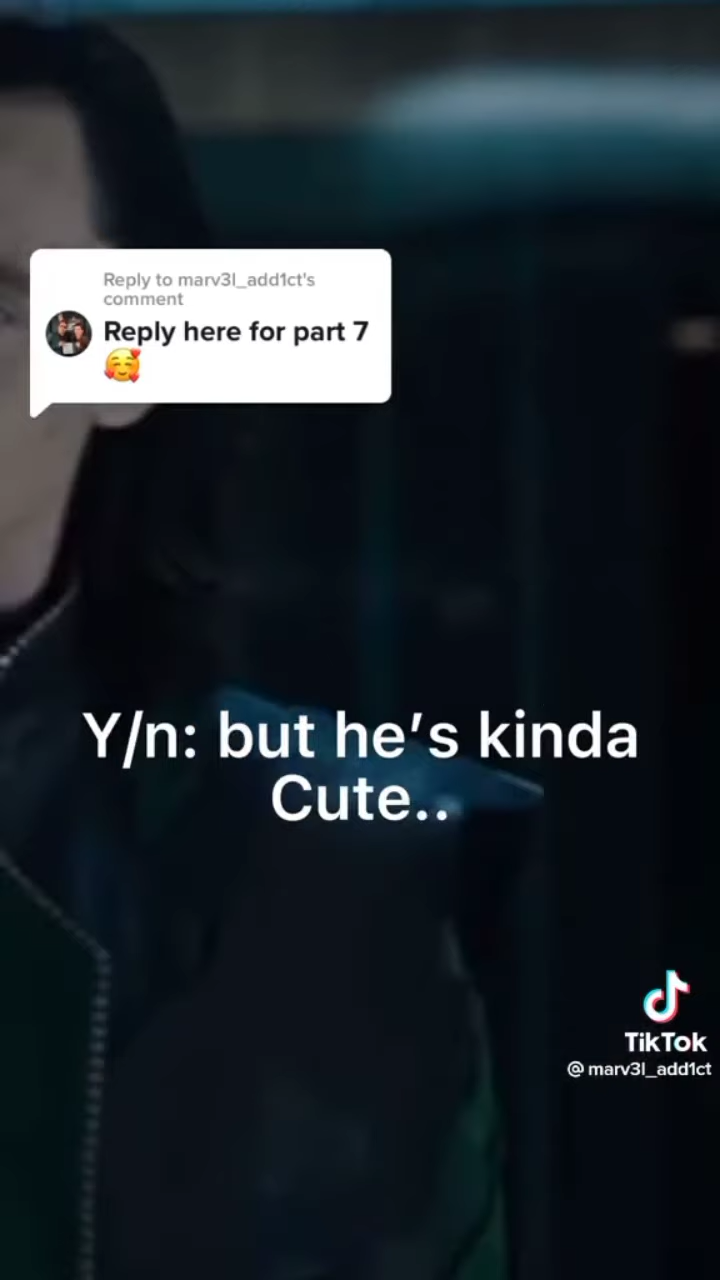 Reply to marv3l_add1ct's
comment
Reply here for part 7
🥰
Y/n: but he's kinda
Cute..
TikTok
@marv3l_add1ct